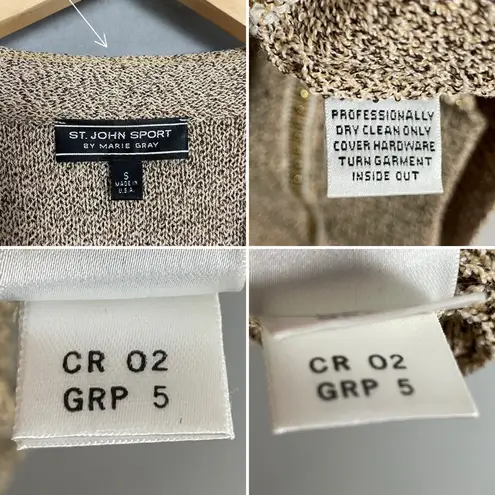 ST. JOHN SPORT
BY MARIE GRAY
S
MADE IN
U.S.A.
PROFESSIONALLY
DRY CLEAN ONLY
COVER HARDWARE
TURN GARMENT
INSIDE OUT
CR 02
GRP 5
CR 02
GRP 5